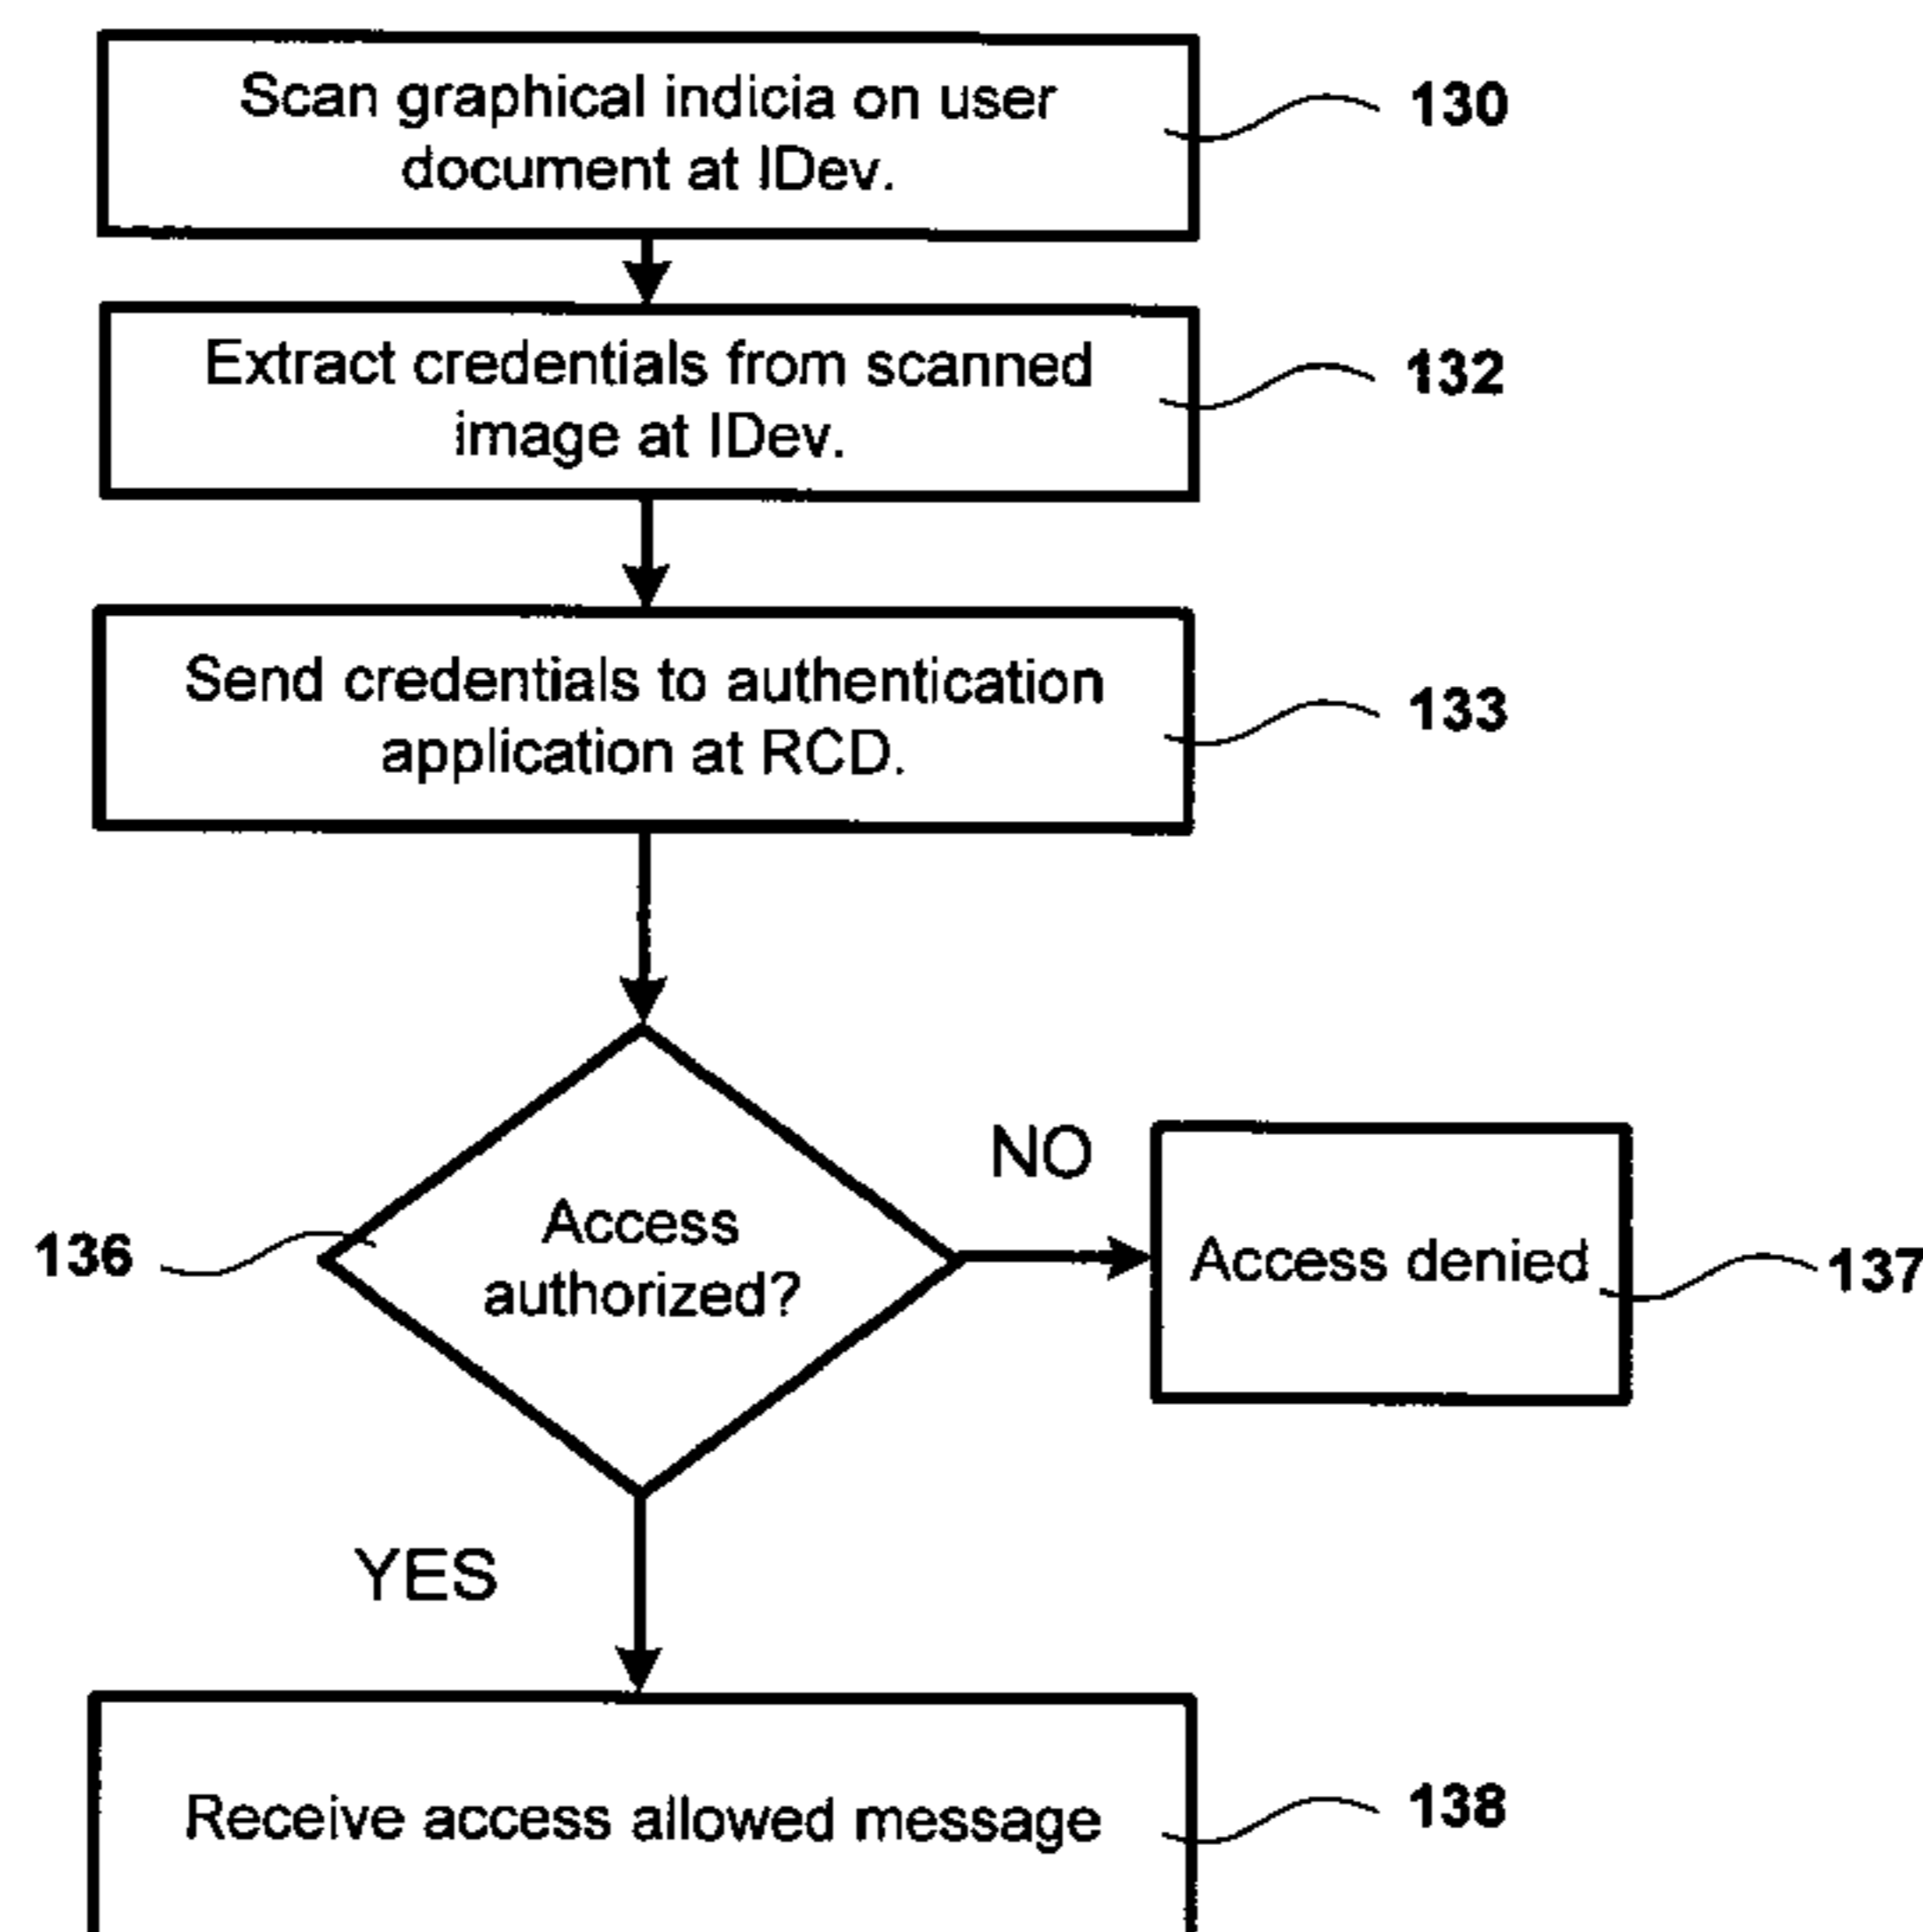 Scan graphical indicia on user
document at IDev.
130
Extract credentials from scanned
image at IDev.
132
Send credentials to authentication
application at RCD.
133
NO
Access
authorized?
136
Access denied
137
YES
Receive access allowed message
138